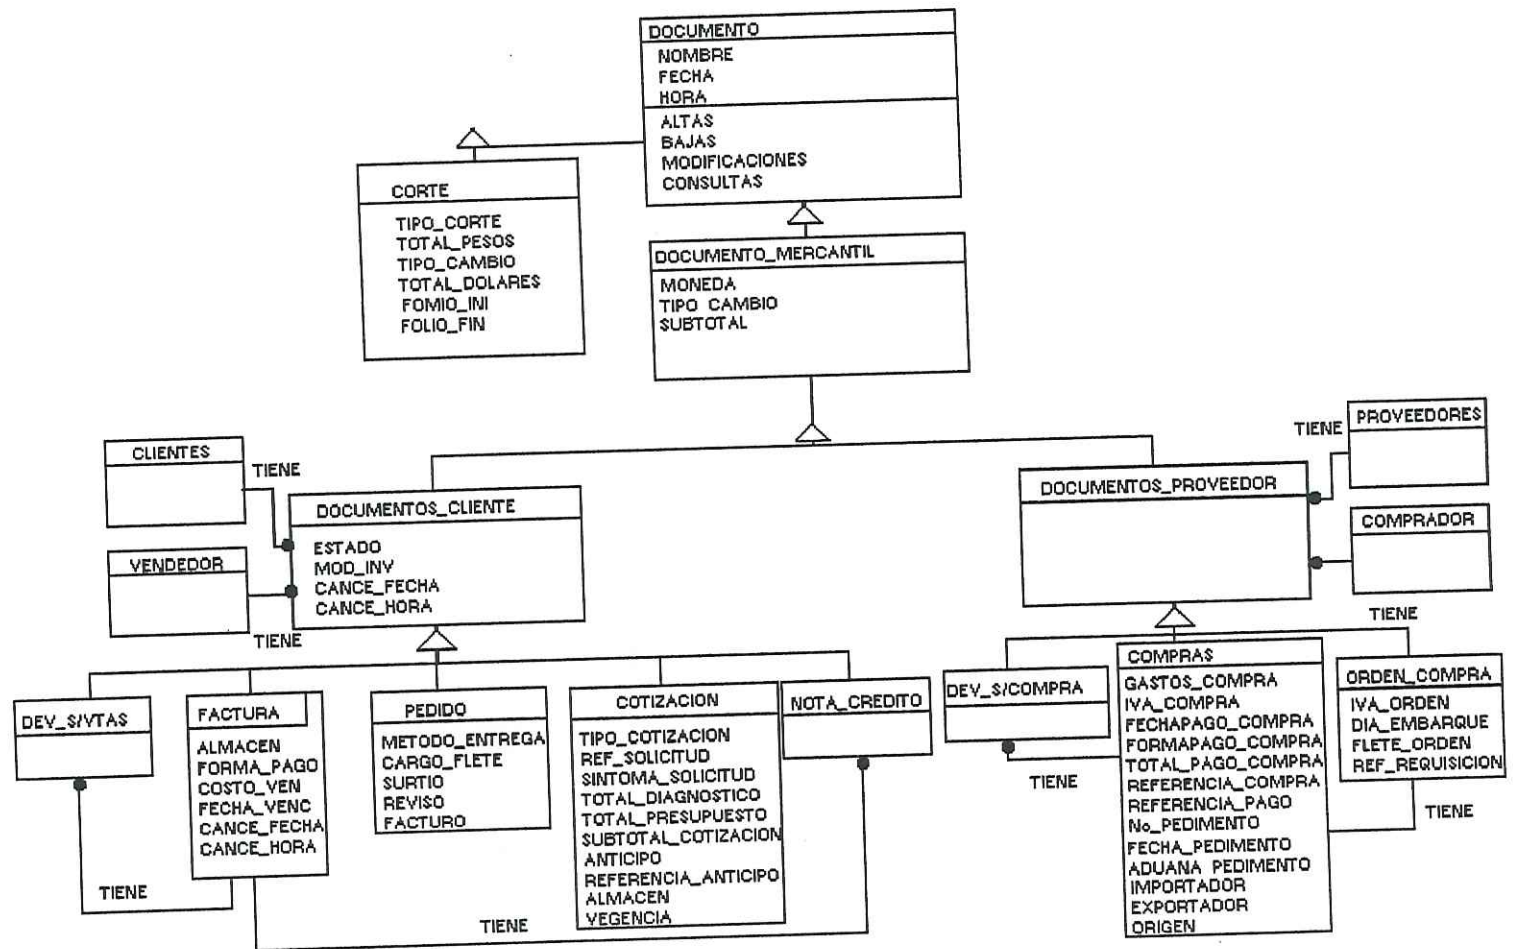 DOCUMENTO
NOMBRE
FECHA
HORA
ALTAS
BAJAS
MODIFICACIONES
CONSULTAS
CORTE
TIPO_CORTE
TOTAL_PESOS
TIPO_CAMBIO
TOTAL_DOLARES
FOMIO_INI
FOLIO_FIN
DOCUMENTO_MERCANTIL
MONEDA
TIPO CAMBIO
SUBTOTAL
CLIENTES
TIENE
VENDEDOR
TIENE
DOCUMENTOS_CLIENTE
ESTADO
MOD_INV
CANCE_FECHA
CANCE_HORA
DOCUMENTOS_PROVEEDOR
TIENE
PROVEEDORES
COMPRADOR
TIENE
DEV_S/VTAS
FACTURA
ALMACEN
FORMA_PAGO
COSTO_VEN
FECHA_VENC
CANCE_FECHA
CANCE_HORA
TIENE
PEDIDO
METODO_ENTREGA
CARGO_FLETE
SURTIO
REVISO
FACTURO
TIENE
COTIZACION
TIPO_COTIZACION
REF_SOLICITUD
SINTOMA_SOLICITUD
TOTAL_DIAGNOSTICO
TOTAL_PRESUPUESTO
SUBTOTAL_COTIZACION
ANTICIPO
REFERENCIA_ANTICIPO
ALMACEN
VEGENCIA
NOTA_CREDITO
DEV_S/COMPRA
TIENE
COMPRAS
GASTOS_COMPRA
IVA_COMPRA
FECHAPAGO_COMPRA
FORMAPAGO_COMPRA
TOTAL_PAGO_COMPRA
REFERENCIA_COMPRA
REFERENCIA_PAGO
No_PEDIMENTO
FECHA_PEDIMENTO
ADUANA PEDIMENTO
IMPORTADOR
EXPORTADOR
ORIGEN
ORDEN_COMPRA
IVA_ORDEN
DIA_EMBARQUE
FLETE_ORDEN
REF_REQUISICION
TIENE